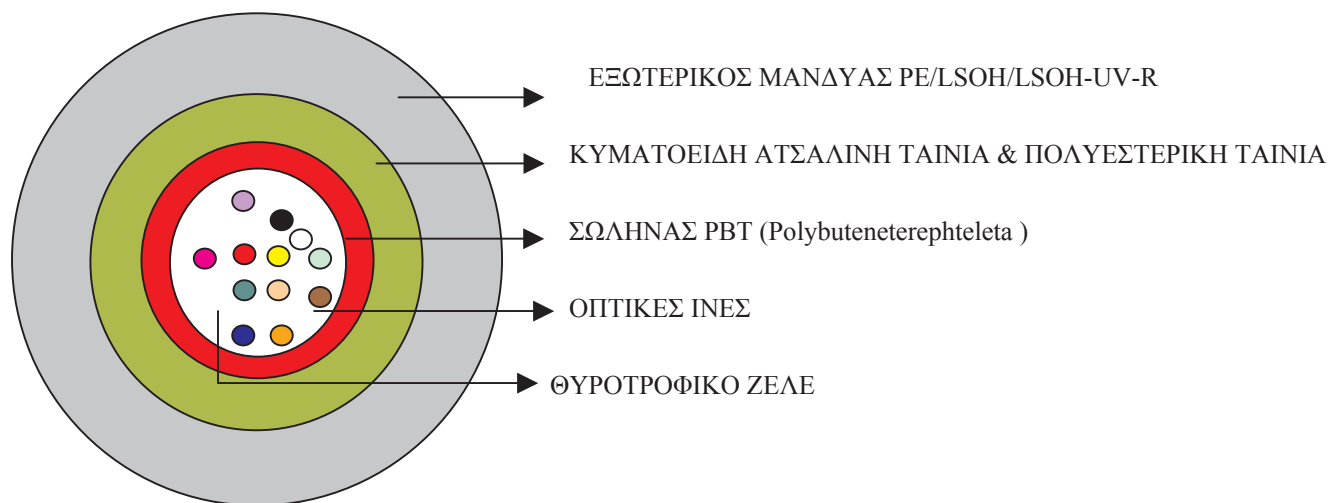 ΕΞΩΤΕΡΙΚΟΣ ΜΑΝΔΥΑΣ PE/LSOH/LSOH-UV-R
ΚΥΜΑΤΟΕΙΔΗ ΑΤΣΑΛΙΝΗ ΤΑΙΝΙΑ & ΠΟΛΥΕΣΤΕΡΙΚΗ ΤΑΙΝΙΑ
ΣΩΛΗΝΑΣ PBT (Polybuteneterephteleta )
ΟΠΤΙΚΕΣ ΙΝΕΣ
ΘΥΡΟΤΡΟΦΙΚΟ ΖΕΛΕ